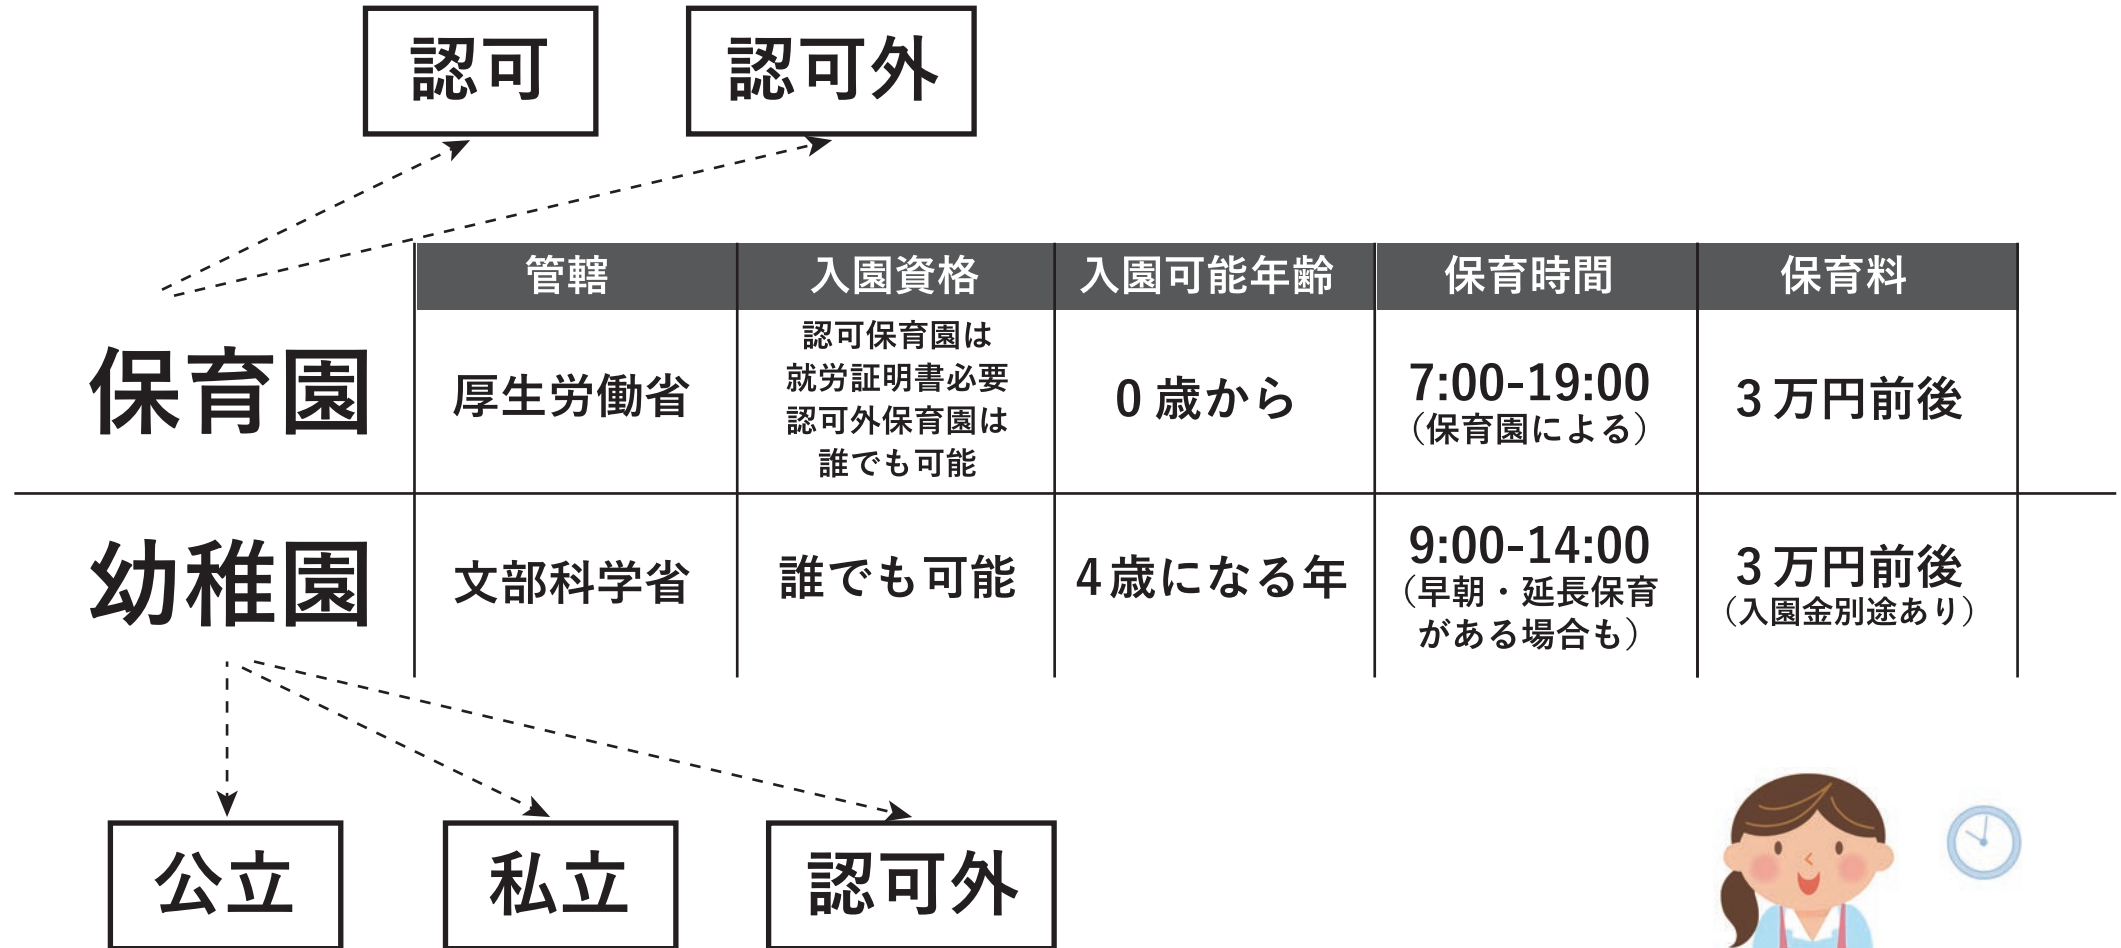 認可
認可外
管轄
入園資格
入園可能年齢
保育時間
保育料
保育園
厚生労働省
認可保育園は
就労証明書必要
認可外保育園は
誰でも可能
0歳から
7:00-19:00
（保育園による）
3万円前後
幼稚園
文部科学省
誰でも可能
4歳になる年
9:00-14:00
（早朝・延長保育
がある場合も）
3万円前後
（入園金別途あり）
公立
私立
認可外